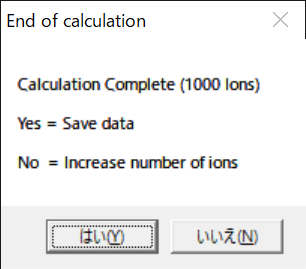 End of calculation
Calculation Complete (1000 Ions)
Yes = Save data
No  = Increase number of ions
はい(Y) いいえ(N)